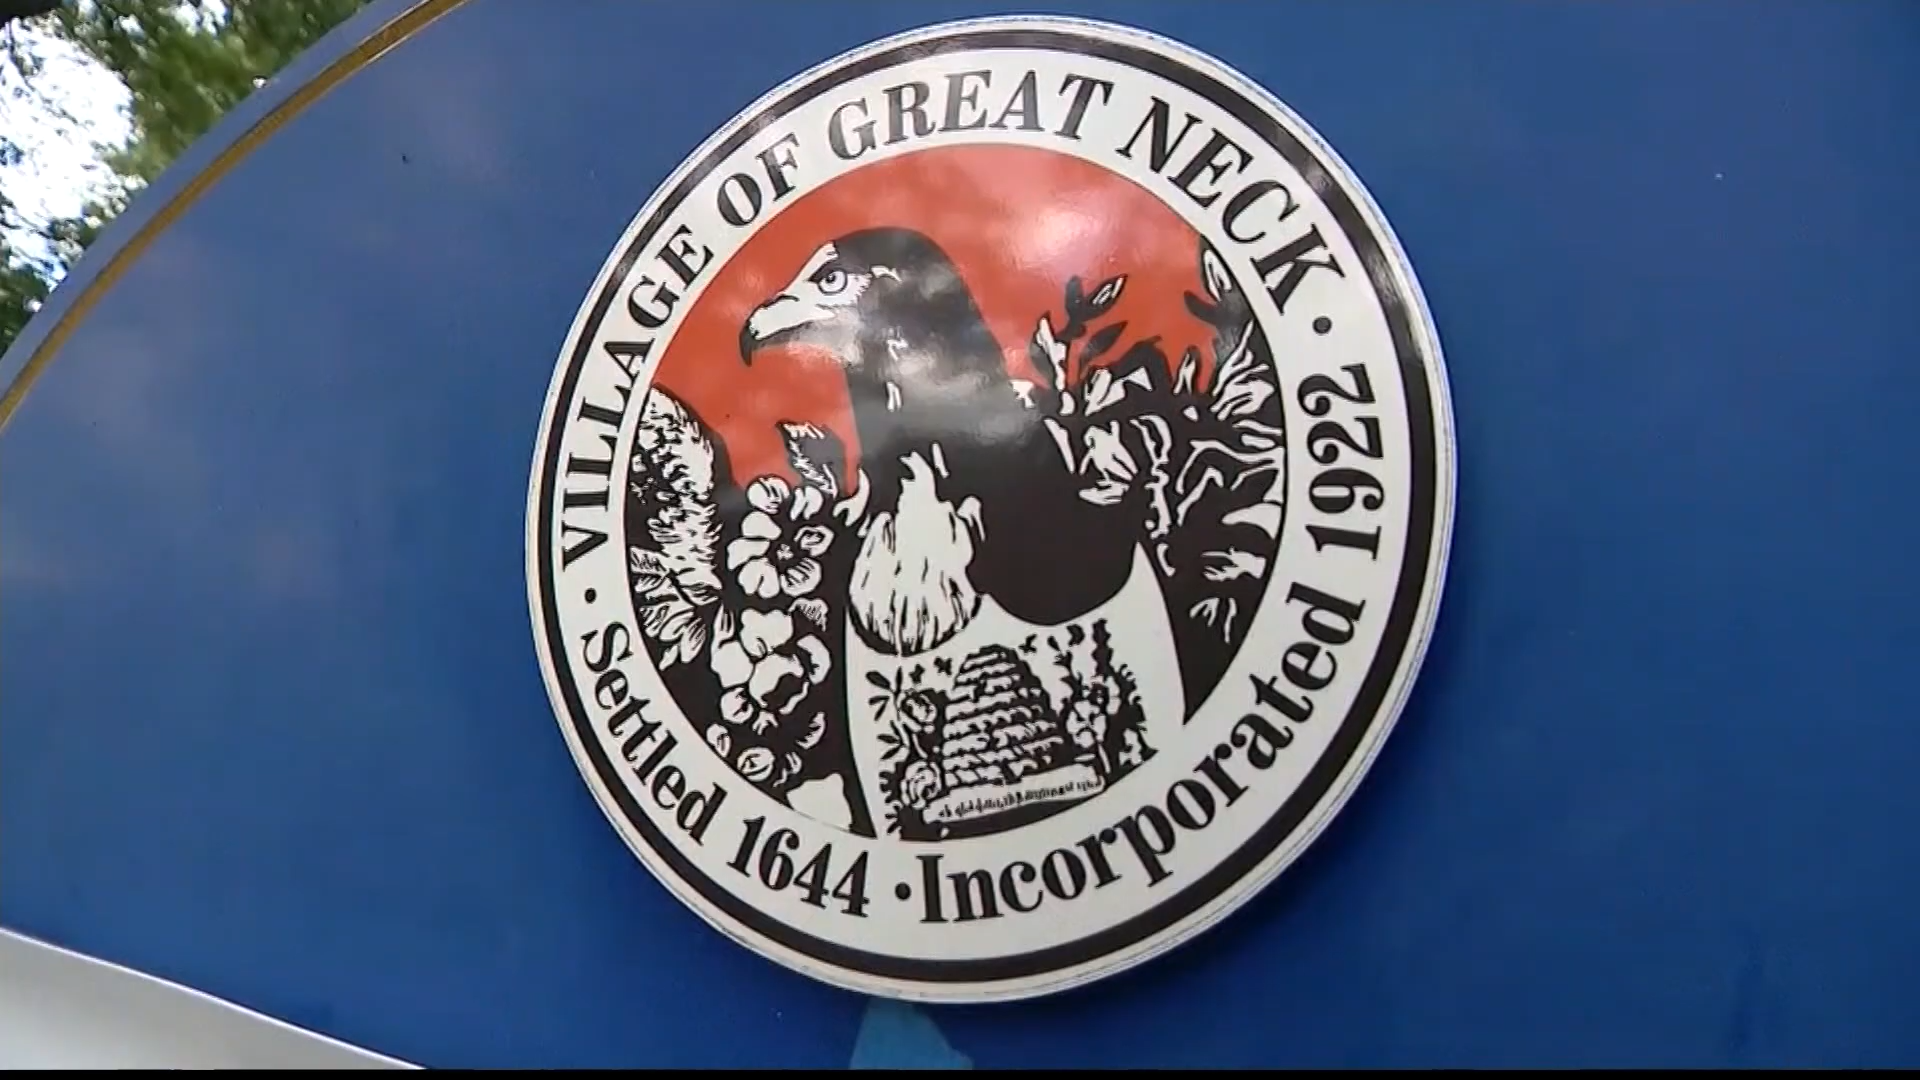 · VILLAGE OF GREAT NECK ·
Settled 1644 · Incorporated 1922